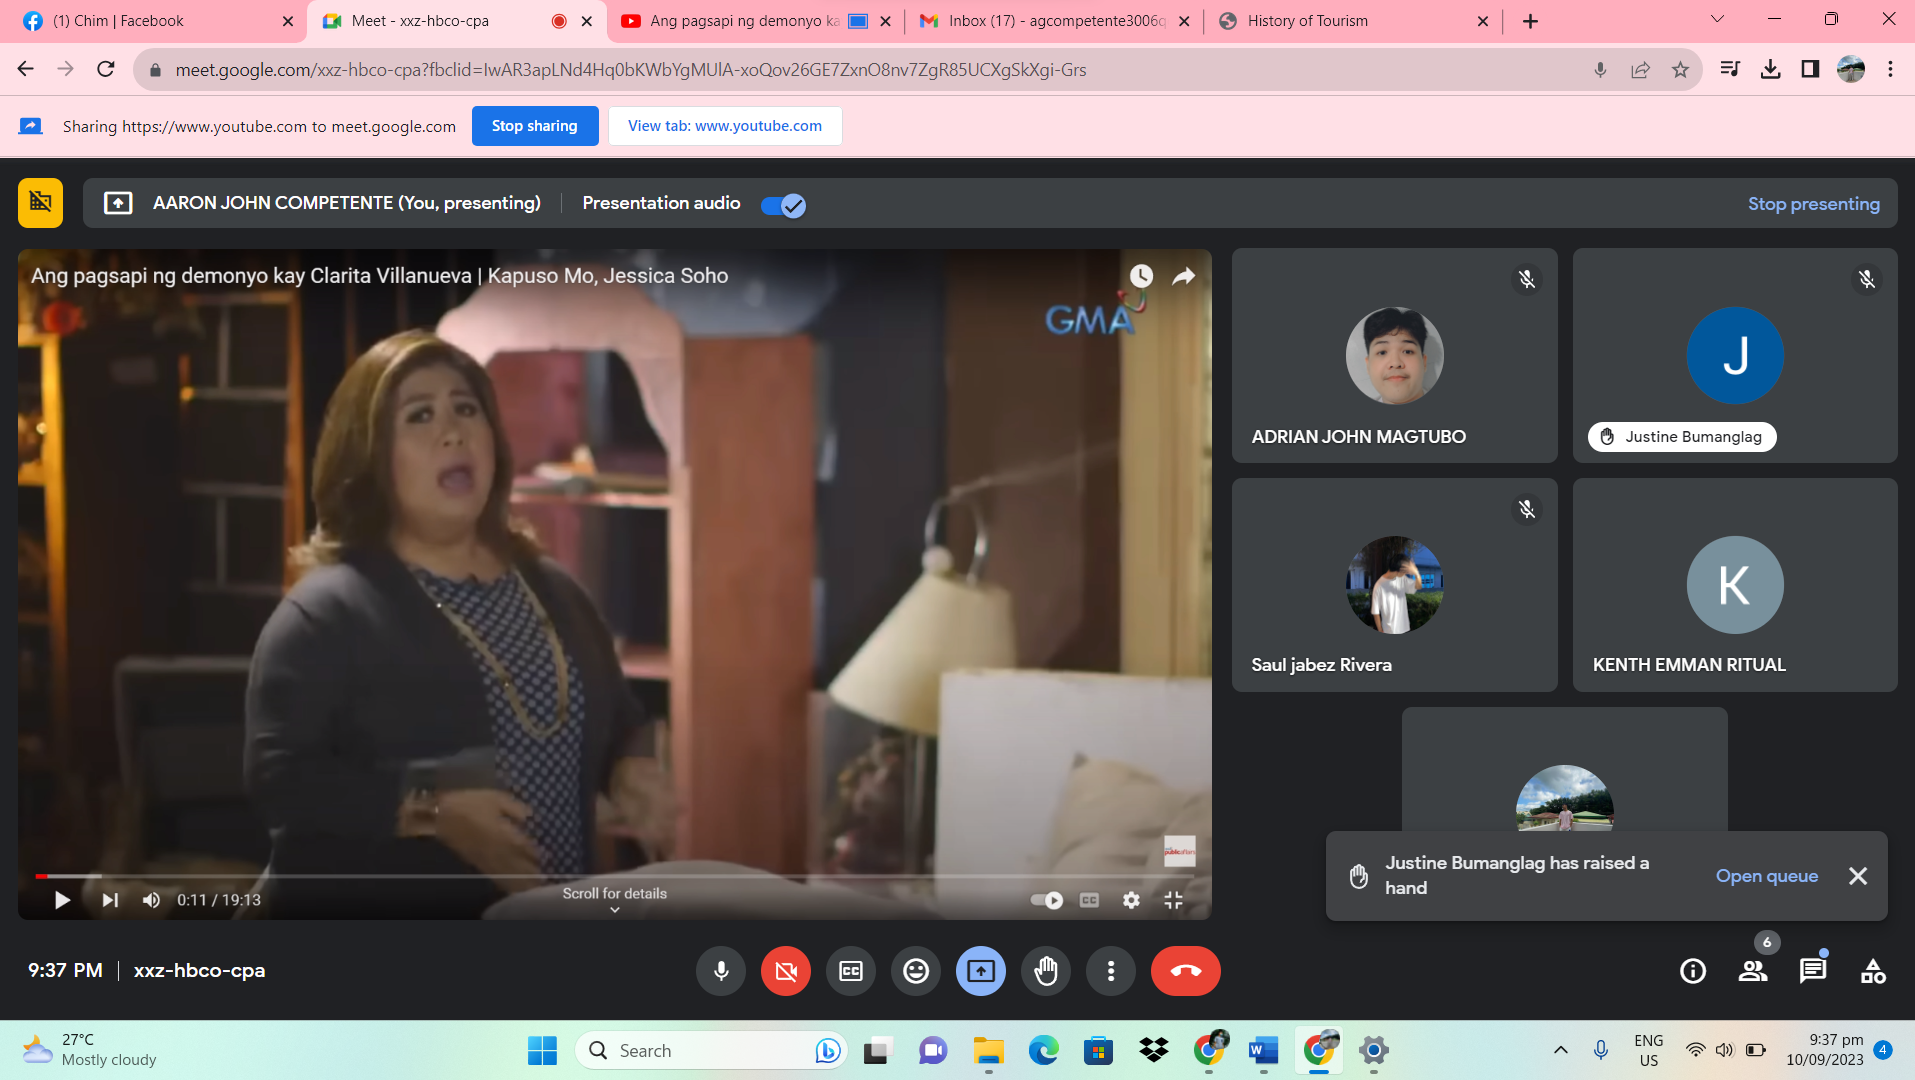 (1) Chim | Facebook
Meet - xxz-hbco-cpa
Ang pagsapi ng demonyo ka
Inbox (17) - agcompetente3006q
History of Tourism
meet.google.com/xxz-hbco-cpa?fbclid=IwAR3apLNd4Hq0bKWbYgMUlA-xoQov26GE7ZxnO8nv7ZgR85UCXgSkXgi-Grs
Sharing https://www.youtube.com to meet.google.com
Stop sharing
View tab: www.youtube.com
AARON JOHN COMPETENTE (You, presenting)
Presentation audio
Stop presenting
Ang pagsapi ng demonyo kay Clarita Villanueva | Kapuso Mo, Jessica Soho
GMA
ADRIAN JOHN MAGTUBO
J
Justine Bumanglag
Saul jabez Rivera
K
KENTH EMMAN RITUAL
Justine Bumanglag has raised a
hand
Open queue
Scroll for details
0:11 / 19:13
CC
9:37 PM
xxz-hbco-cpa
CC
6
27°C
Mostly cloudy
Search
W
ENG
US
9:37 pm
10/09/2023
4